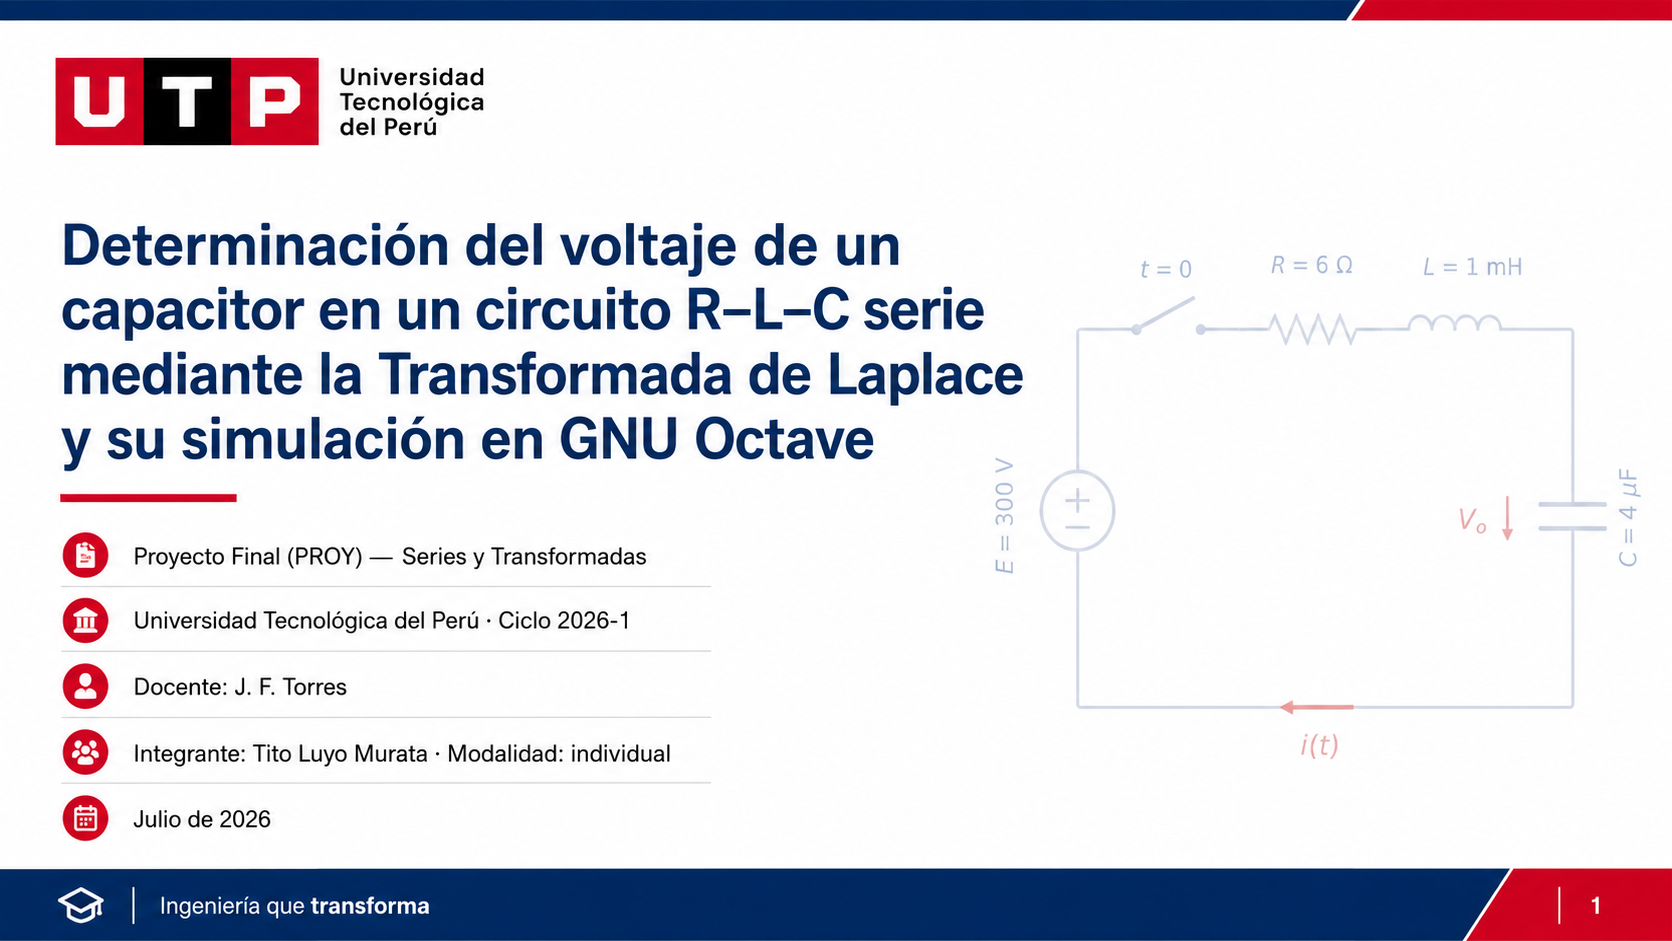 UTP
Universidad
Tecnológica
del Perú
Determinación del voltaje de un
capacitor en un circuito R–L–C serie
mediante la Transformada de Laplace
y su simulación en GNU Octave
Proyecto Final (PROY) — Series y Transformadas
Universidad Tecnológica del Perú · Ciclo 2026-1
Docente: J. F. Torres
Integrante: Tito Luyo Murata · Modalidad: individual
Julio de 2026
t = 0
R = 6 Ω
L = 1 mH
E = 300 V
+
−
Vₒ
C = 4 μF
i(t)
Ingeniería que transforma
1